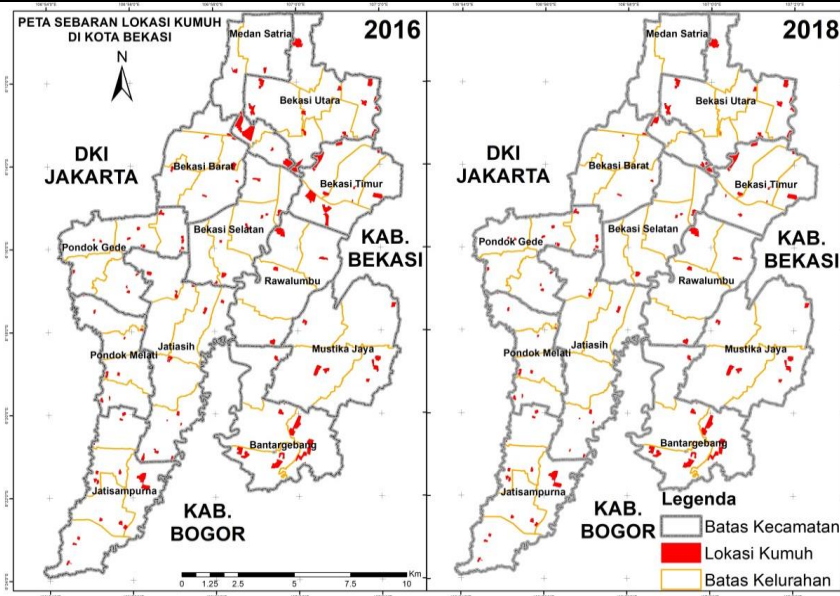 PETA SEBARAN LOKASI KUMUH
DI KOTA BEKASI
N
2016
Medan Satria
Bekasi Utara
DKI
JAKARTA
Bekasi Barat
Bekasi Timur
Bekasi Selatan
KAB.
BEKASI
Pondok Gede
Rawalumbu
Jatiasih
Pondok Melati
Mustika Jaya
Bantargebang
Jatisampurna
KAB.
BOGOR
Km
0 1.25 2.5 5 7.5 10
2018
Medan Satria
Bekasi Utara
DKI
JAKARTA
Bekasi Barat
Bekasi Timur
Bekasi Selatan
KAB.
BEKASI
Pondok Gede
Rawalumbu
Jatiasih
Pondok Melati
Mustika Jaya
Bantargebang
Jatisampurna
KAB.
BOGOR
Legenda
Batas Kecamatan
Lokasi Kumuh
Batas Kelurahan